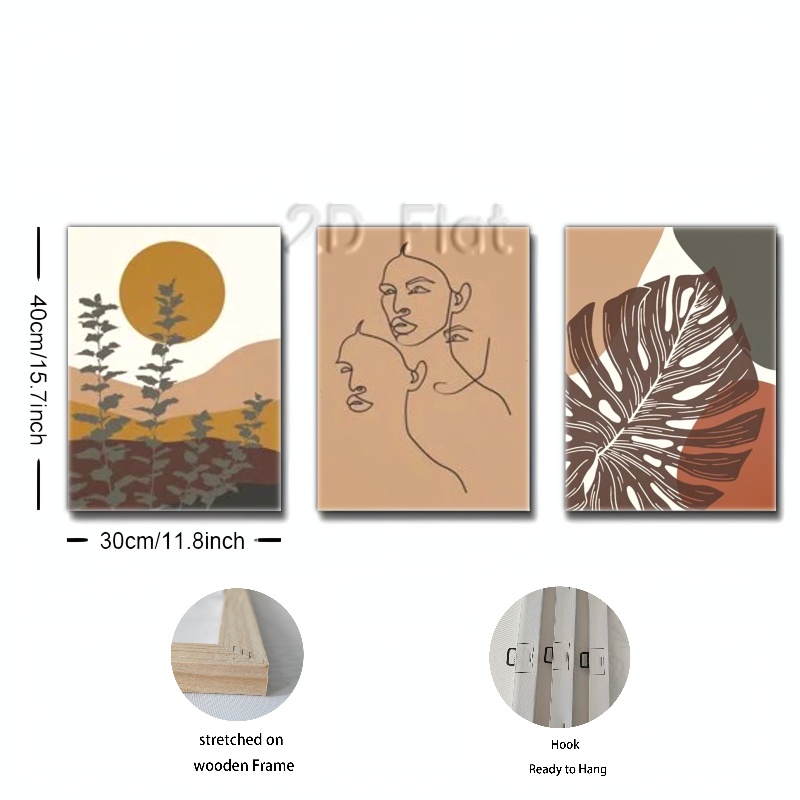 2D Flat
40cm/15.7inch
30cm/11.8inch
stretched on
wooden Frame
Hook
Ready to Hang